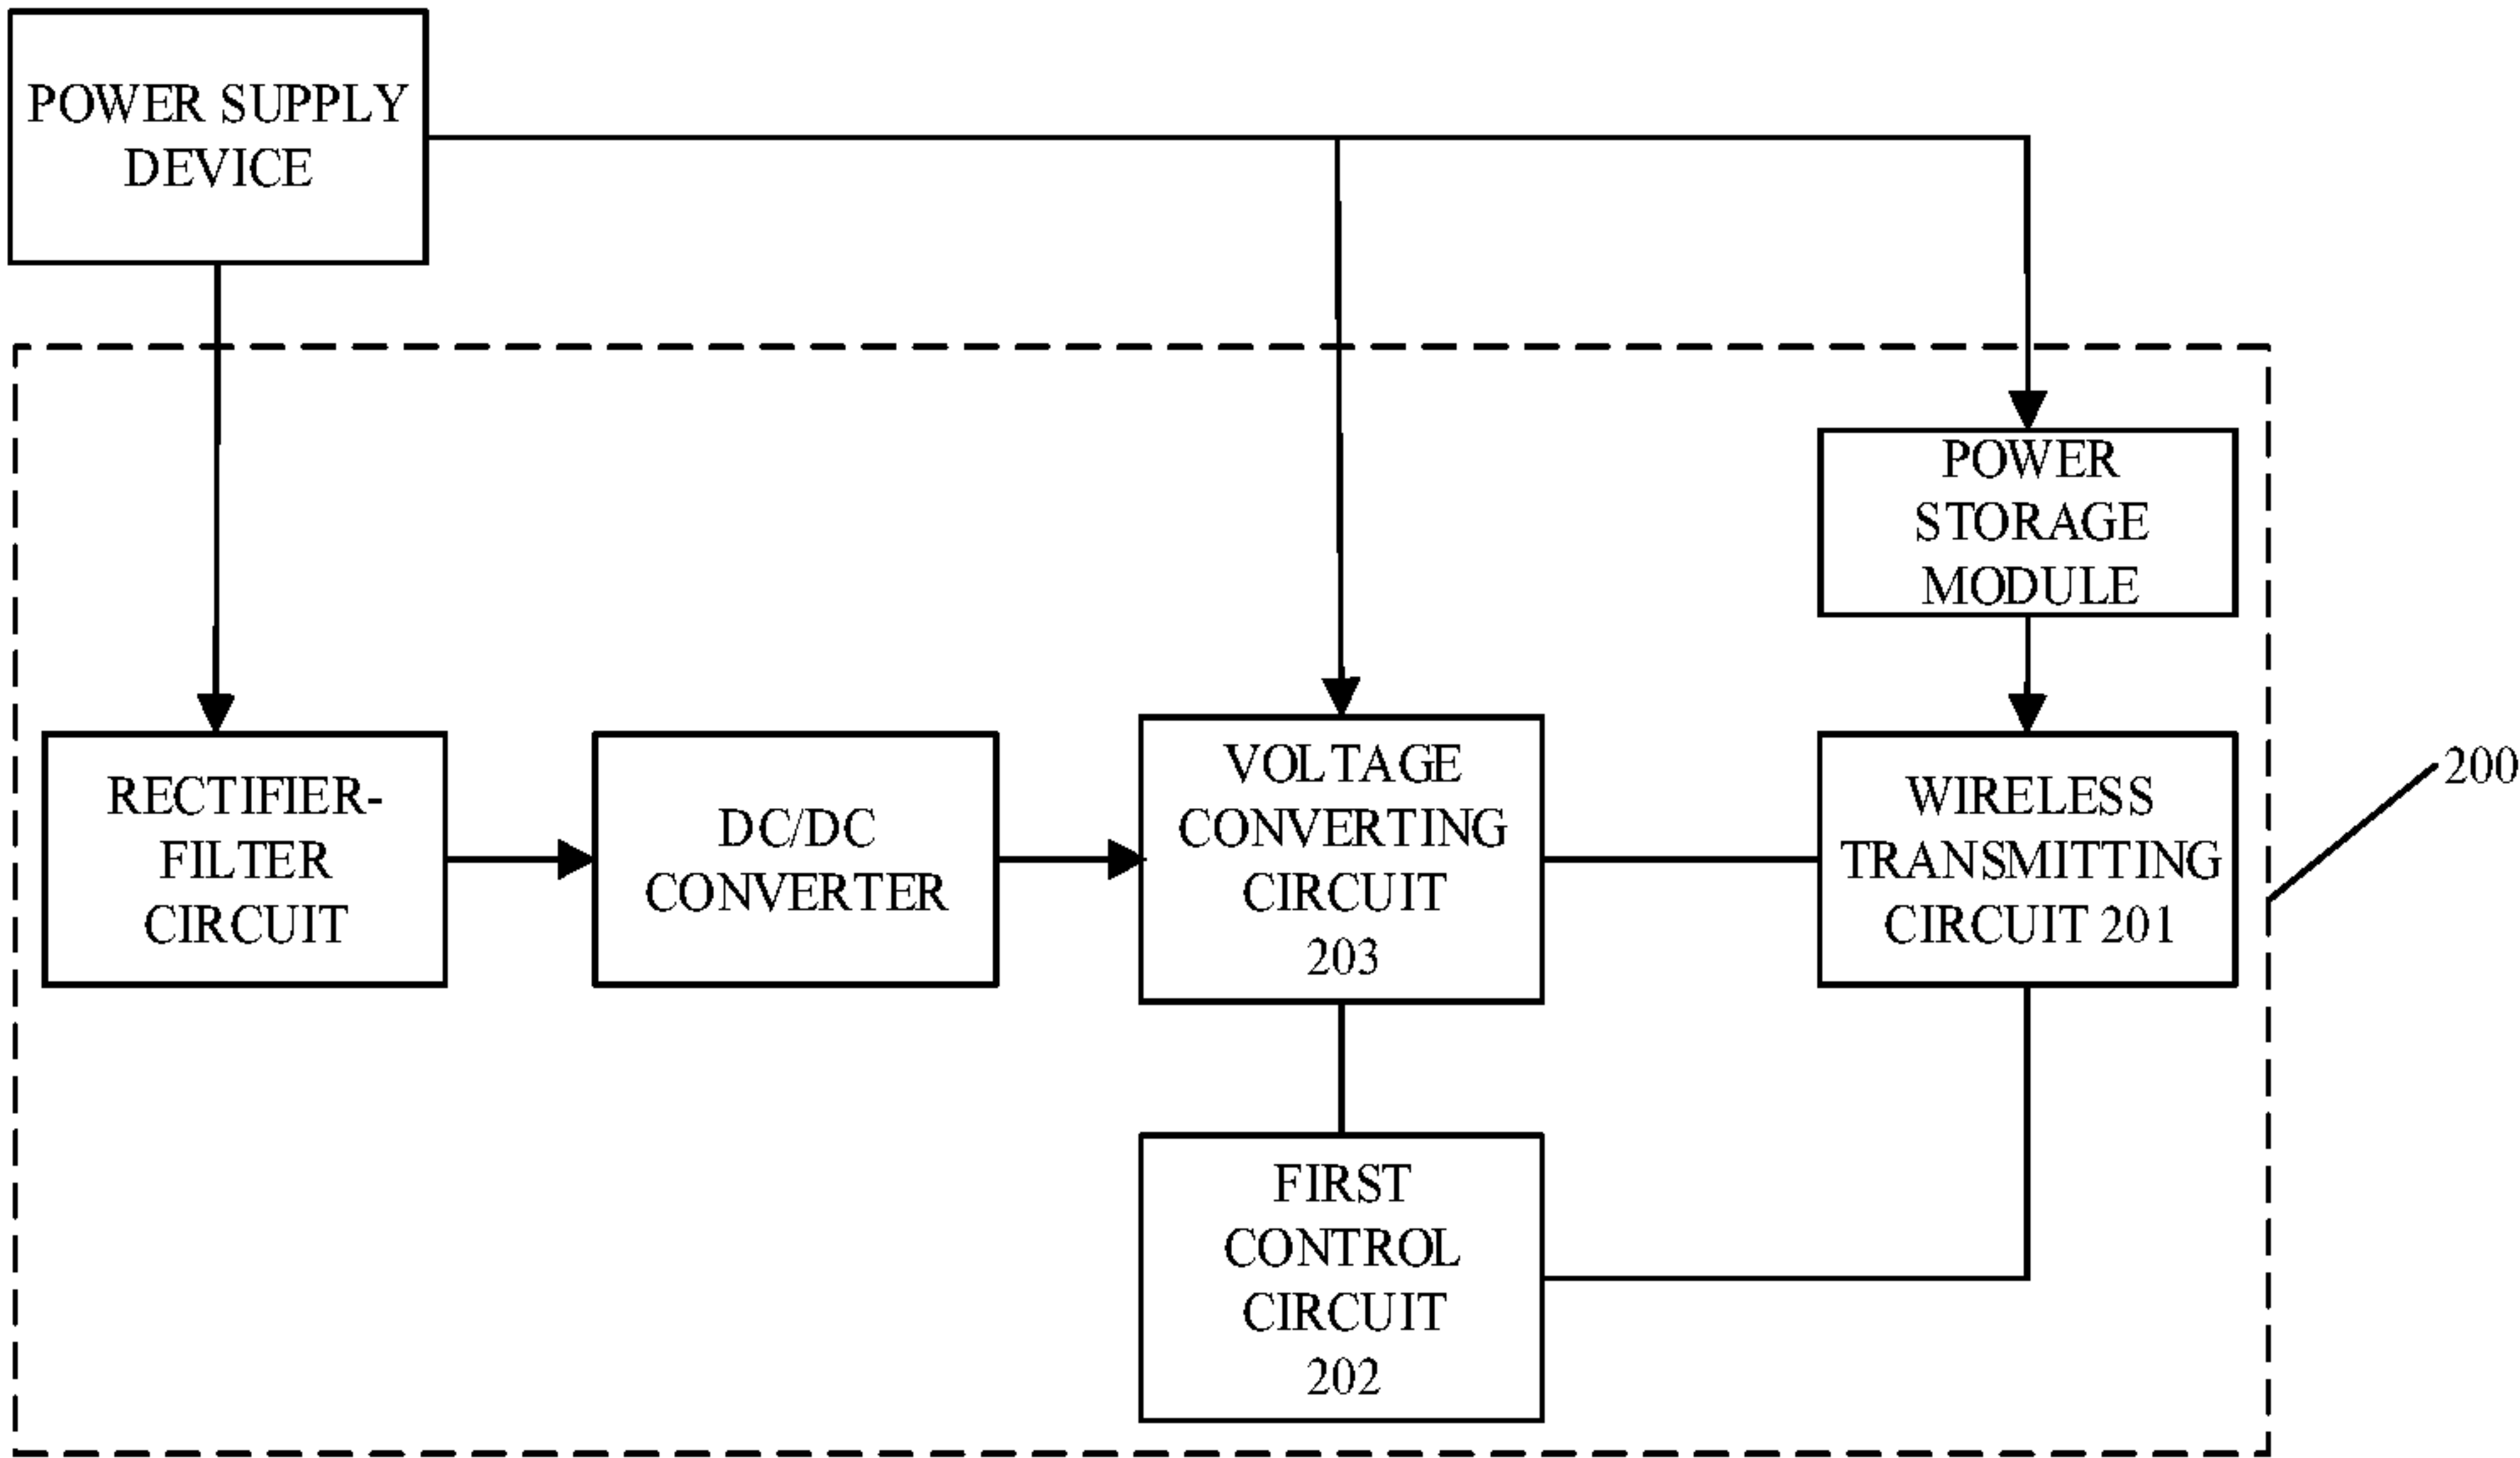 POWER SUPPLY
DEVICE
POWER
STORAGE
MODULE
RECTIFIER-
FILTER
CIRCUIT
DC/DC
CONVERTER
VOLTAGE
CONVERTING
CIRCUIT
203
WIRELESS
TRANSMITTING
CIRCUIT 201
200
FIRST
CONTROL
CIRCUIT
202